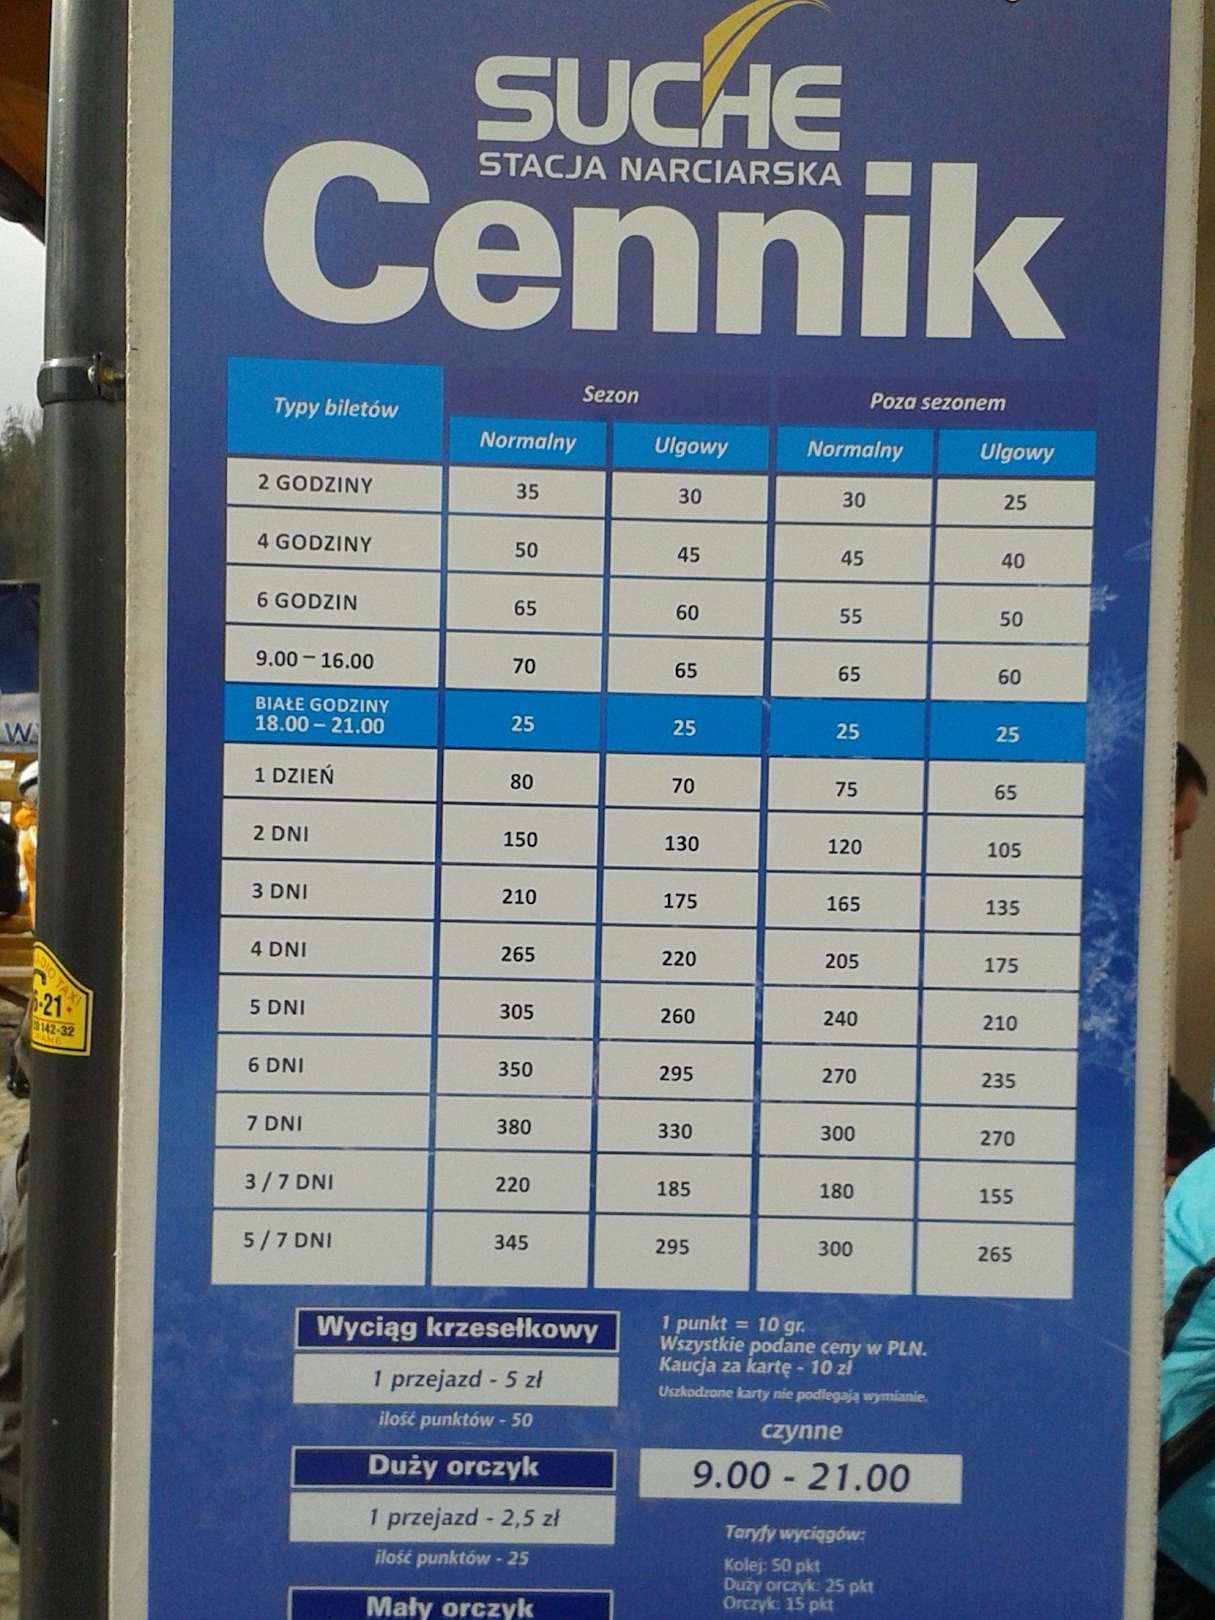 SUCHE
STACJA NARCIARSKA
Cennik
Typy biletów Sezon Poza sezonem
Normalny Ulgowy Normalny Ulgowy
2 GODZINY 35 30 30 25
4 GODZINY 50 45 45 40
6 GODZIN 65 60 55 50
9.00 – 16.00 70 65 65 60
BIAŁE GODZINY
18.00 – 21.00 25 25 25 25
1 DZIEŃ 80 70 75 65
2 DNI 150 130 120 105
3 DNI 210 175 165 135
4 DNI 265 220 205 175
5 DNI 305 260 240 210
6 DNI 350 295 270 235
7 DNI 380 330 300 270
3 / 7 DNI 220 185 180 155
5 / 7 DNI 345 295 300 265
Wyciąg krzesełkowy
1 przejazd - 5 zł
ilość punktów - 50
Duży orczyk
1 przejazd - 2,5 zł
ilość punktów - 25
Mały orczyk
1 punkt = 10 gr.
Wszystkie podane ceny w PLN.
Kaucja za kartę - 10 zł
Uszkodzone karty nie podlegają wymianie.
czynne
9.00 - 21.00
Taryfy wyciągów:
Kolej: 50 pkt
Duży orczyk: 25 pkt
Orczyk: 15 pkt
TAXI
6-21
142-32